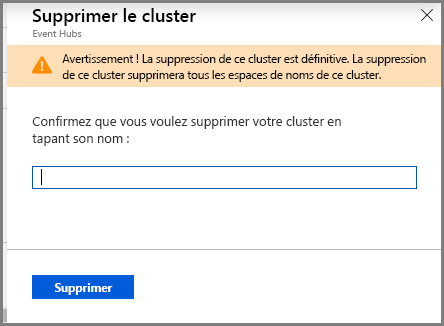 Supprimer le cluster
Event Hubs
Avertissement ! La suppression de ce cluster est définitive. La suppression
de ce cluster supprimera tous les espaces de noms de ce cluster.
Confirmez que vous voulez supprimer votre cluster en
tapant son nom :
Supprimer